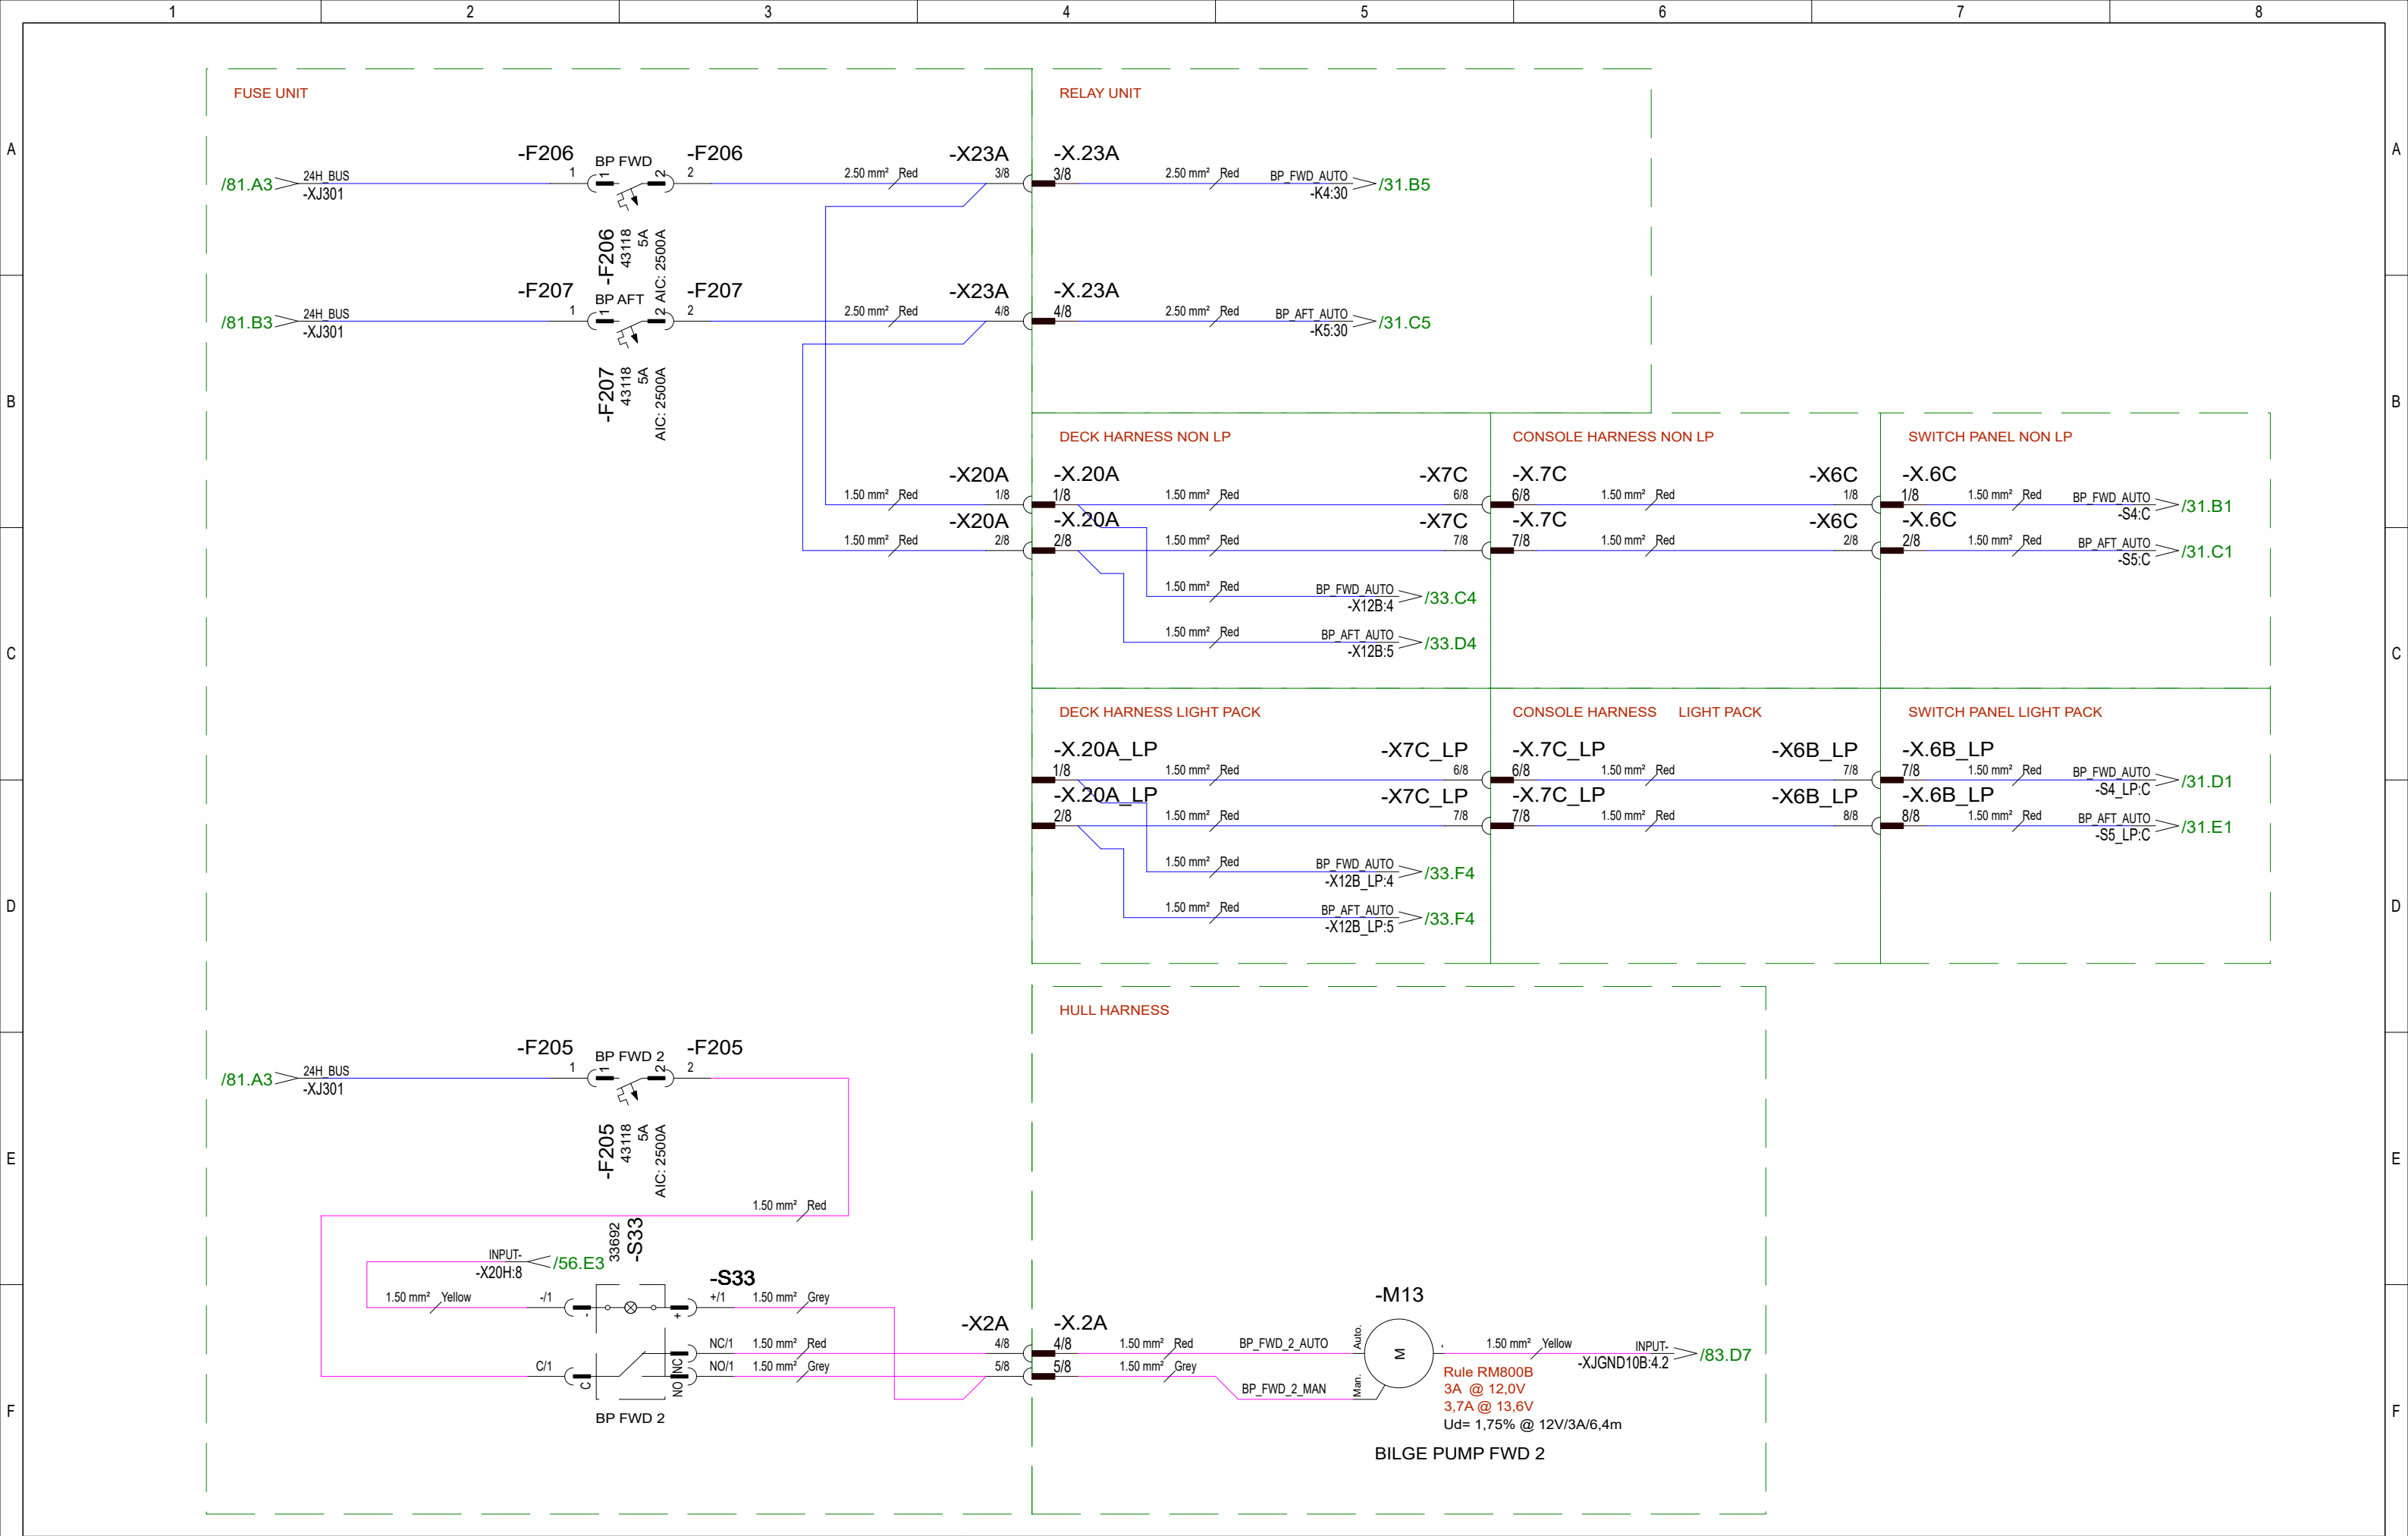 1 2 3 4 5 6 7 8
FUSE UNIT
RELAY UNIT
A A
-F206 BP FWD -F206 -X23A -X.23A
/81.A3 24H_BUS 1 1 2 2 2.50 mm² Red 3/8 3/8 2.50 mm² Red BP_FWD_AUTO /31.B5
-XJ301 -K4:30
-F206
43118
5A
AIC: 2500A
-F207 BP AFT -F207 -X23A -X.23A
/81.B3 24H_BUS 1 1 2 2 2.50 mm² Red 4/8 4/8 2.50 mm² Red BP_AFT_AUTO /31.C5
-XJ301 -K5:30
-F207
43118
5A
AIC: 2500A
B B
DECK HARNESS NON LP CONSOLE HARNESS NON LP SWITCH PANEL NON LP
-X20A -X.20A -X7C -X.7C -X6C -X.6C
1.50 mm² Red 1/8 1/8 1.50 mm² Red 6/8 6/8 1.50 mm² Red 1/8 1/8 1.50 mm² Red BP_FWD_AUTO /31.B1
-S4:C
-X20A -X.20A -X7C -X.7C -X6C -X.6C
1.50 mm² Red 2/8 2/8 1.50 mm² Red 7/8 7/8 1.50 mm² Red 2/8 2/8 1.50 mm² Red BP_AFT_AUTO /31.C1
-S5:C
1.50 mm² Red BP_FWD_AUTO /33.C4
-X12B:4
1.50 mm² Red BP_AFT_AUTO /33.D4
-X12B:5
C C
DECK HARNESS LIGHT PACK CONSOLE HARNESS LIGHT PACK SWITCH PANEL LIGHT PACK
-X.20A_LP -X7C_LP -X.7C_LP -X6B_LP -X.6B_LP
1/8 1.50 mm² Red 6/8 6/8 1.50 mm² Red 7/8 7/8 1.50 mm² Red BP_FWD_AUTO /31.D1
-S4_LP:C
-X.20A_LP -X7C_LP -X.7C_LP -X6B_LP -X.6B_LP
2/8 1.50 mm² Red 7/8 7/8 1.50 mm² Red 8/8 8/8 1.50 mm² Red BP_AFT_AUTO /31.E1
-S5_LP:C
1.50 mm² Red BP_FWD_AUTO /33.F4
-X12B_LP:4
1.50 mm² Red BP_AFT_AUTO /33.F4
-X12B_LP:5
D D
HULL HARNESS
-F205 BP FWD 2 -F205
/81.A3 24H_BUS 1 1 2 2
-XJ301
-F205
43118
5A
AIC: 2500A
E E
1.50 mm² Red
33692
-S33
INPUT- /56.E3
-X20H:8
-S33
1.50 mm² Yellow -/1 - + +/1 1.50 mm² Grey
-X2A -X.2A -M13
NC/1 1.50 mm² Red 4/8 4/8 1.50 mm² Red BP_FWD_2_AUTO Auto. M - 1.50 mm² Yellow INPUT- /83.D7
-XJGND10B:4.2
C/1 C NC NO NO/1 1.50 mm² Grey 5/8 5/8 1.50 mm² Grey BP_FWD_2_MAN Man.
Rule RM800B
3A @ 12,0V
3,7A @ 13,6V
Ud= 1,75% @ 12V/3A/6,4m
F F
BP FWD 2
BILGE PUMP FWD 2